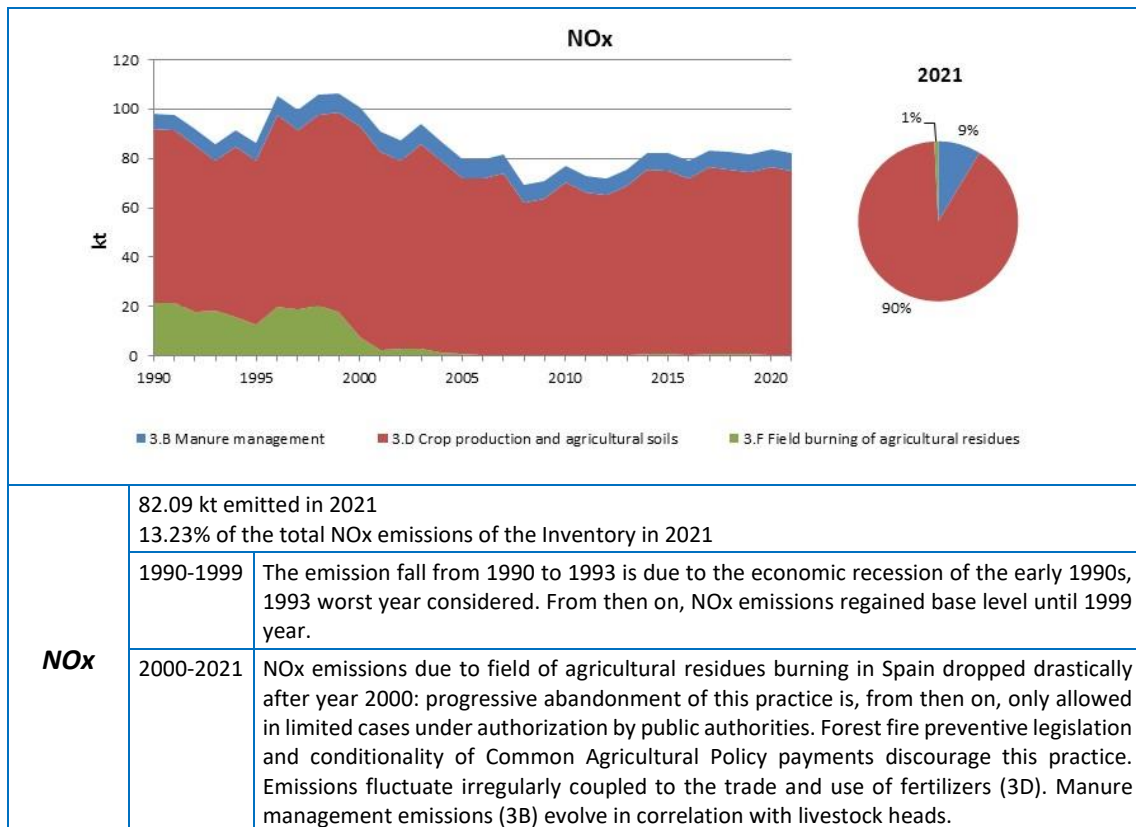 NOx
120
100
80
60
40
20
0
kt
1990
1995
2000
2005
2010
2015
2020
2021
1%
9%
90%
3.B Manure management
3.D Crop production and agricultural soils
3.F Field burning of agricultural residues
NOx
82.09 kt emitted in 2021
13.23% of the total NOx emissions of the Inventory in 2021
1990-1999
The emission fall from 1990 to 1993 is due to the economic recession of the early 1990s,
1993 worst year considered. From then on, NOx emissions regained base level until 1999
year.
2000-2021
NOx emissions due to field of agricultural residues burning in Spain dropped drastically
after year 2000: progressive abandonment of this practice is, from then on, only allowed
in limited cases under authorization by public authorities. Forest fire preventive legislation
and conditionality of Common Agricultural Policy payments discourage this practice.
Emissions fluctuate irregularly coupled to the trade and use of fertilizers (3D). Manure
management emissions (3B) evolve in correlation with livestock heads.